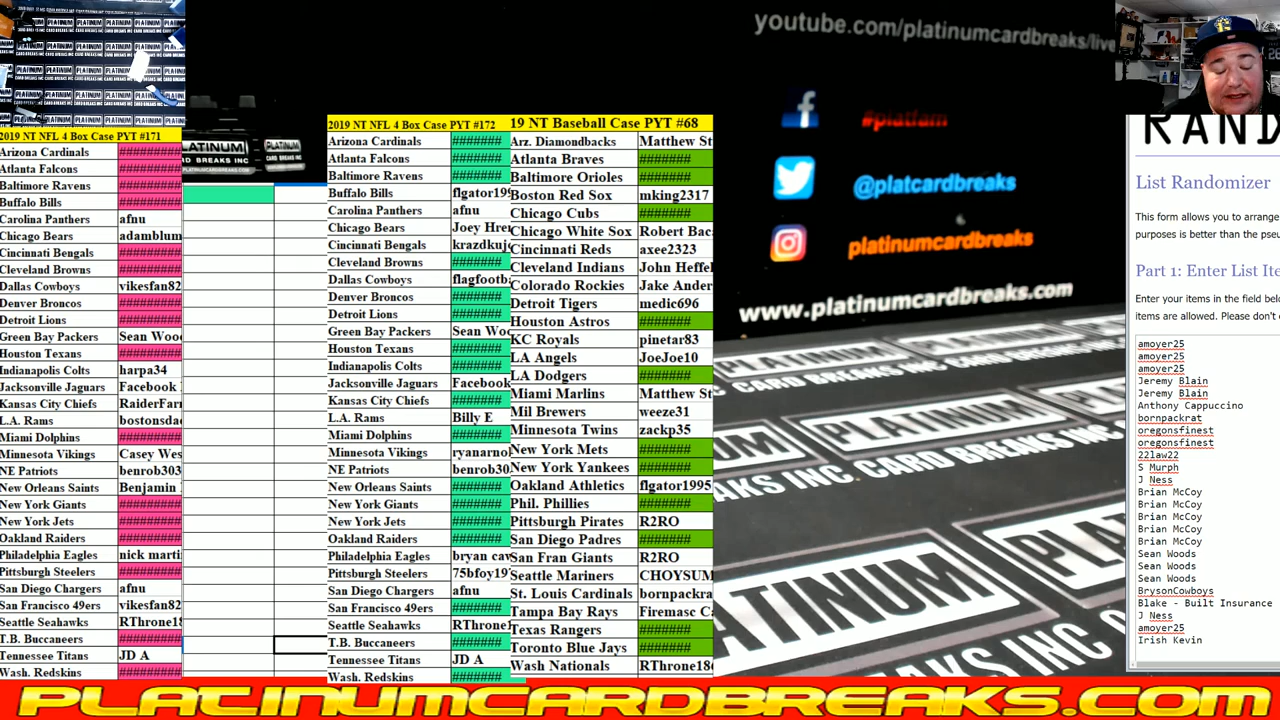 2019 NT NFL 4 Box Case PYT #171
Arizona Cardinals ########
Atlanta Falcons ########
Baltimore Ravens ########
Buffalo Bills ########
Carolina Panthers afnu
Chicago Bears adamblum
Cincinnati Bengals ########
Cleveland Browns ########
Dallas Cowboys vikesfan82
Denver Broncos ########
Detroit Lions ########
Green Bay Packers Sean Woo
Houston Texans ########
Indianapolis Colts harpa34
Jacksonville Jaguars Facebook
Kansas City Chiefs RaiderFar
L.A. Rams bostonsda
Miami Dolphins ########
Minnesota Vikings Casey Wes
NE Patriots benrob303
New Orleans Saints Benjamin
New York Giants ########
New York Jets ########
Oakland Raiders ########
Philadelphia Eagles nick marti
Pittsburgh Steelers ########
San Diego Chargers afnu
San Francisco 49ers vikesfan82
Seattle Seahawks RThrone18
T.B. Buccaneers ########
Tennessee Titans JD A
Wash. Redskins ########
PLATINUM
CARD BREAKS INC
2019 NT NFL 4 Box Case PYT #172
Arizona Cardinals #######
Atlanta Falcons #######
Baltimore Ravens #######
Buffalo Bills flgator199
Carolina Panthers afnu
Chicago Bears Joey Hre
Cincinnati Bengals krazdkujo
Cleveland Browns #######
Dallas Cowboys flagfootb
Denver Broncos #######
Detroit Lions #######
Green Bay Packers Sean Woo
Houston Texans #######
Indianapolis Colts #######
Jacksonville Jaguars Facebook
Kansas City Chiefs #######
L.A. Rams Billy E
Miami Dolphins #######
Minnesota Vikings ryanarno
NE Patriots benrob30
New Orleans Saints #######
New York Giants #######
New York Jets #######
Oakland Raiders #######
Philadelphia Eagles bryan cav
Pittsburgh Steelers 75bfoy19
San Diego Chargers afnu
San Francisco 49ers #######
Seattle Seahawks RThrone1
T.B. Buccaneers #######
Tennessee Titans JD A
Wash. Redskins #######
19 NT Baseball Case PYT #68
Arz. Diamondbacks Matthew St
Atlanta Braves #######
Baltimore Orioles #######
Boston Red Sox mking2317
Chicago Cubs #######
Chicago White Sox Robert Bac
Cincinnati Reds axee2323
Cleveland Indians John Heffel
Colorado Rockies Jake Ander
Detroit Tigers medic696
Houston Astros #######
KC Royals pinetar83
LA Angels JoeJoe10
LA Dodgers #######
Miami Marlins Matthew St
Mil Brewers weeze31
Minnesota Twins zackp35
New York Mets #######
New York Yankees #######
Oakland Athletics flgator1995
Phil. Phillies #######
Pittsburgh Pirates R2RO
San Diego Padres #######
San Fran Giants R2RO
Seattle Mariners CHOYSUM
St. Louis Cardinals bornpackra
Tampa Bay Rays Firemasc C
Texas Rangers #######
Toronto Blue Jays #######
Wash Nationals RThrone18
youtube.com/platinumcardbreaks/live
#platfam
@platcardbreaks
platinumcardbreaks
www.platinumcardbreaks.com
PLATINUM
CARD BREAKS INC
RAND
List Randomizer
This form allows you to arrange
purposes is better than the pseu
Part 1: Enter List Ite
Enter your items in the field bel
items are allowed. Please don't
amoyer25
amoyer25
amoyer25
Jeremy Blain
Jeremy Blain
Anthony Cappuccino
bornpackrat
oregonsfinest
oregonsfinest
22law22
S Murph
J Ness
Brian McCoy
Brian McCoy
Brian McCoy
Brian McCoy
Brian McCoy
Sean Woods
Sean Woods
Sean Woods
BrysonCowboys
Blake - Built Insurance
J Ness
amoyer25
Irish Kevin
PLATINUMCARDBREAKS.COM